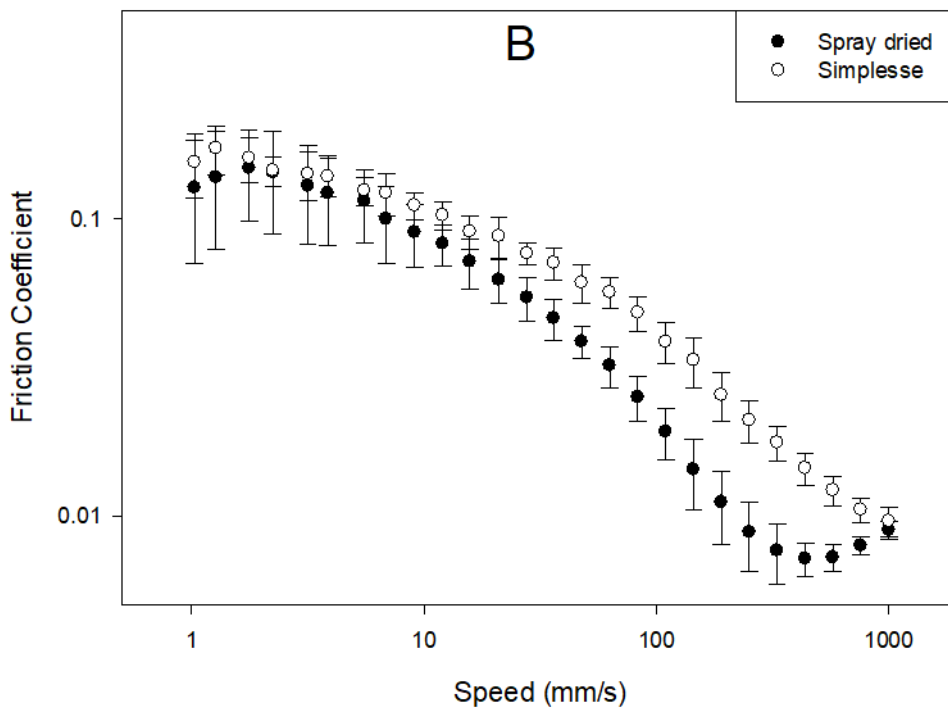 B
Spray dried
Simplesse
Friction Coefficient
0.1
0.01
1 10 100 1000
Speed (mm/s)